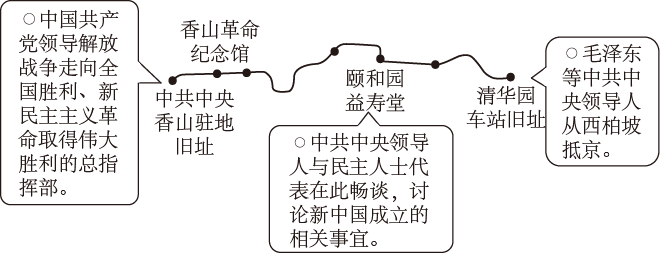 ○中国共产
党领导解放
战争走向全
国胜利、新
民主主义革
命取得伟大
胜利的总指
挥部。
香山革命
纪念馆
中共中央
香山驻地
旧址
颐和园
益寿堂
○中共中央领导
人与民主人士代
表在此畅谈，讨
论新中国成立的
相关事宜。
清华园
车站旧址
○毛泽东
等中共中
央领导人
从西柏坡
抵京。